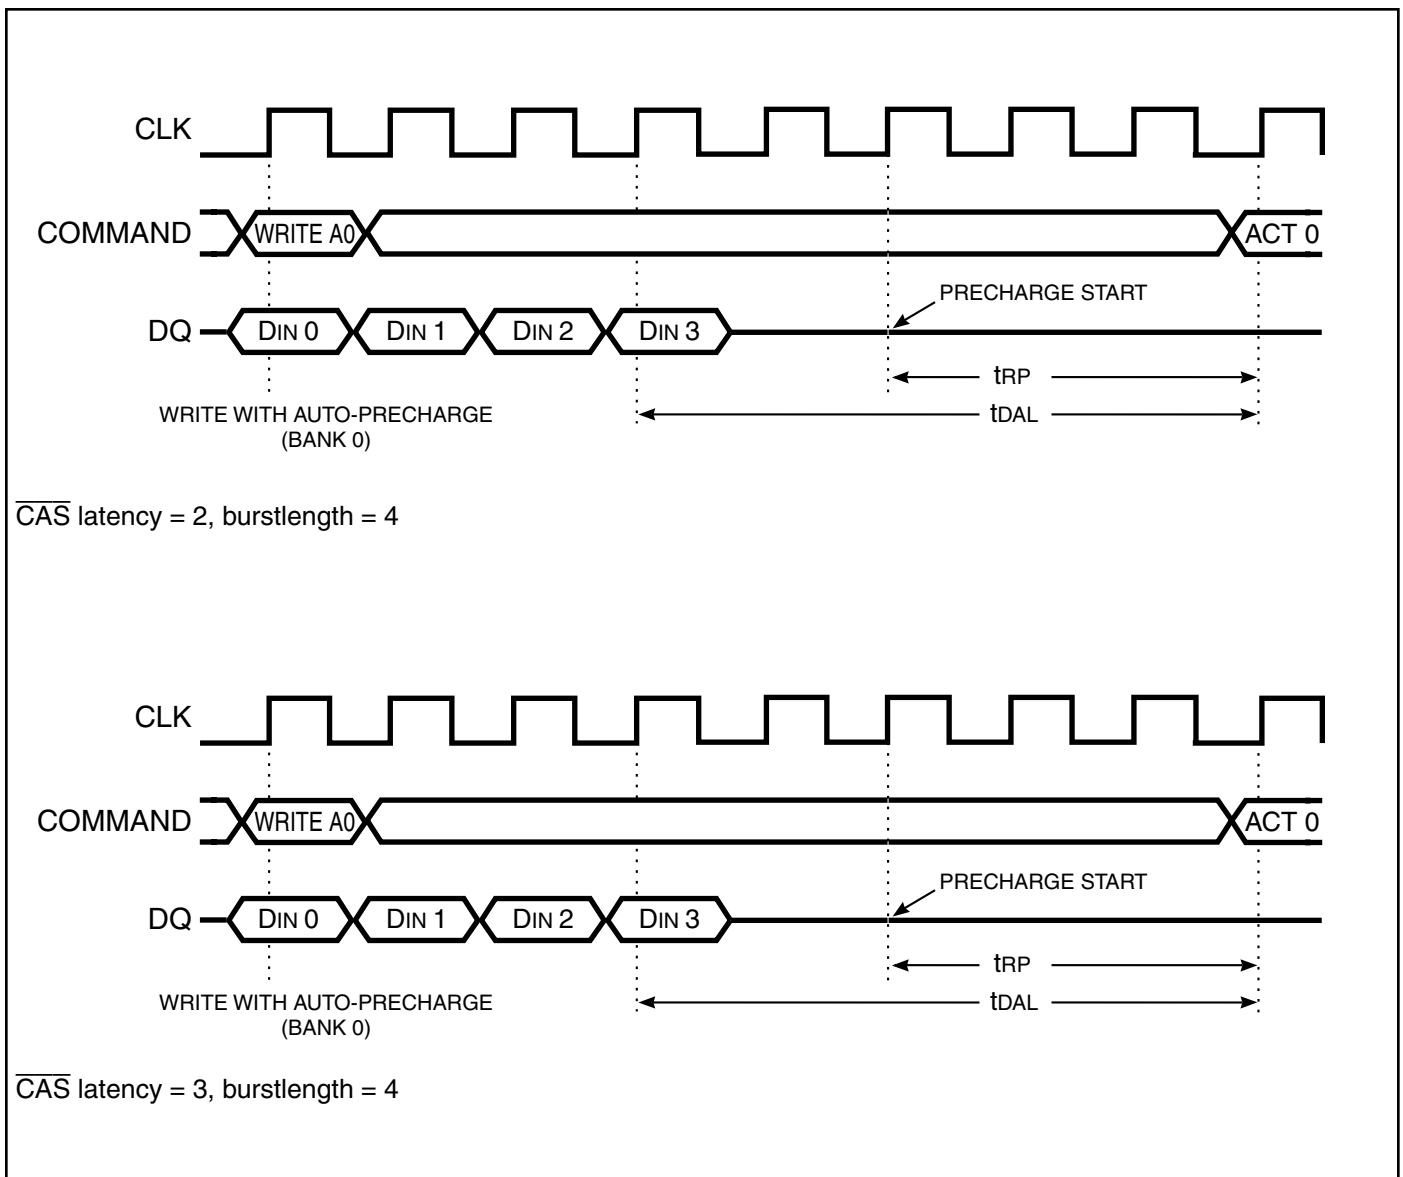 CLK
COMMAND WRITE A0 ACT 0
PRECHARGE START
DQ DIN 0 DIN 1 DIN 2 DIN 3
tRP
WRITE WITH AUTO-PRECHARGE tDAL
(BANK 0)
C̅A̅S̅ latency = 2, burstlength = 4
CLK
COMMAND WRITE A0 ACT 0
PRECHARGE START
DQ DIN 0 DIN 1 DIN 2 DIN 3
tRP
WRITE WITH AUTO-PRECHARGE tDAL
(BANK 0)
C̅A̅S̅ latency = 3, burstlength = 4